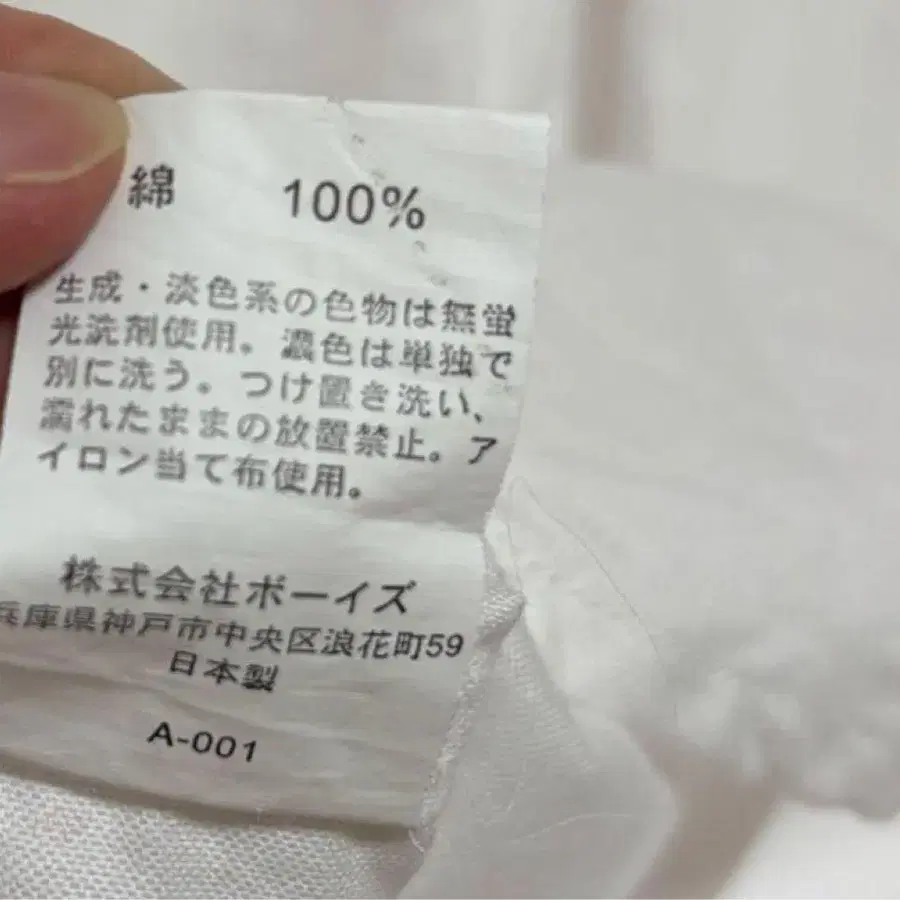 綿 100%
生成・淡色系の色物は無蛍
光洗剤使用。濃色は単独で
別に洗う。つけ置き洗い、
濡れたままの放置禁止。ア
イロン当て布使用。
株式会社ボーイズ
兵庫県神戸市中央区浪花町59
日本製
A-001